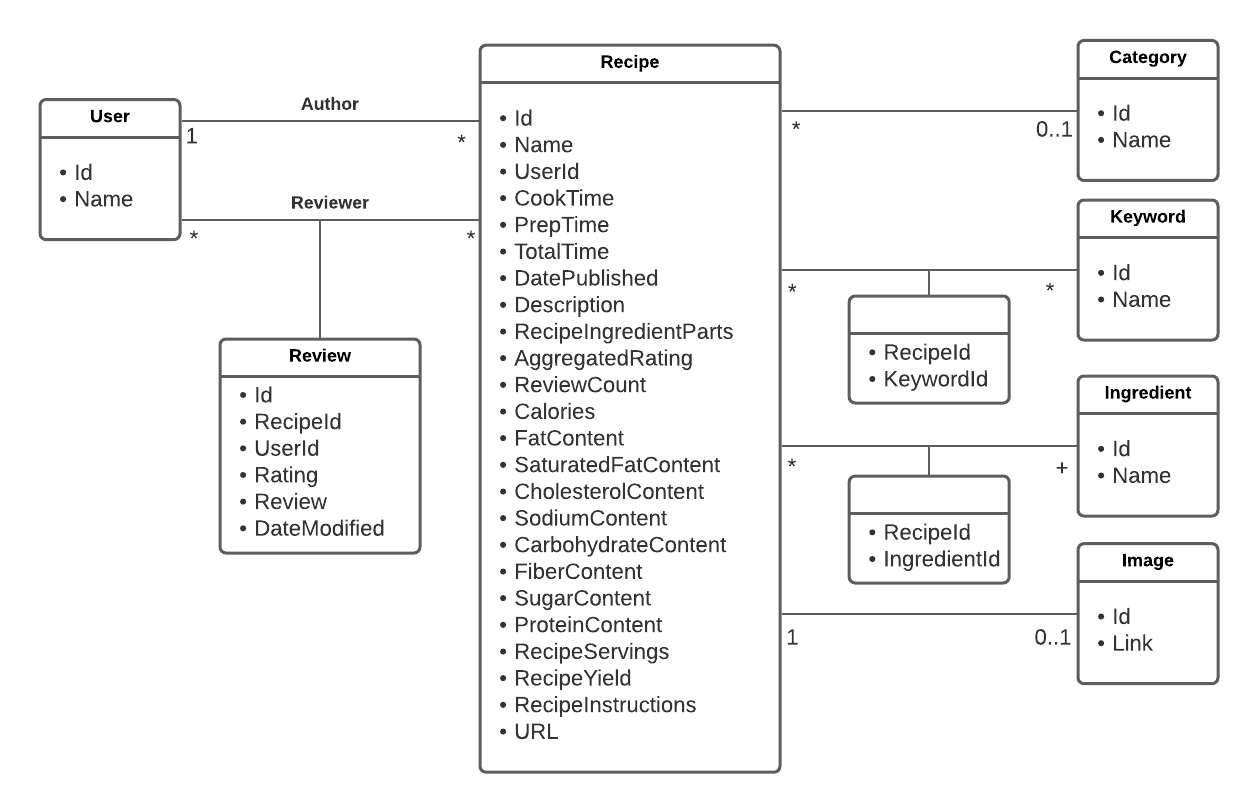 User
• Id
• Name
Author
1
*
Reviewer
*
*
Review
• Id
• RecipeId
• UserId
• Rating
• Review
• DateModified
Recipe
• Id
• Name
• UserId
• CookTime
• PrepTime
• TotalTime
• DatePublished
• Description
• RecipeIngredientParts
• AggregatedRating
• ReviewCount
• Calories
• FatContent
• SaturatedFatContent
• CholesterolContent
• SodiumContent
• CarbohydrateContent
• FiberContent
• SugarContent
• ProteinContent
• RecipeServings
• RecipeYield
• RecipeInstructions
• URL
*
0..1
Category
• Id
• Name
*
*
• RecipeId
• KeywordId
Keyword
• Id
• Name
*
+
• RecipeId
• IngredientId
Ingredient
• Id
• Name
1
0..1
Image
• Id
• Link